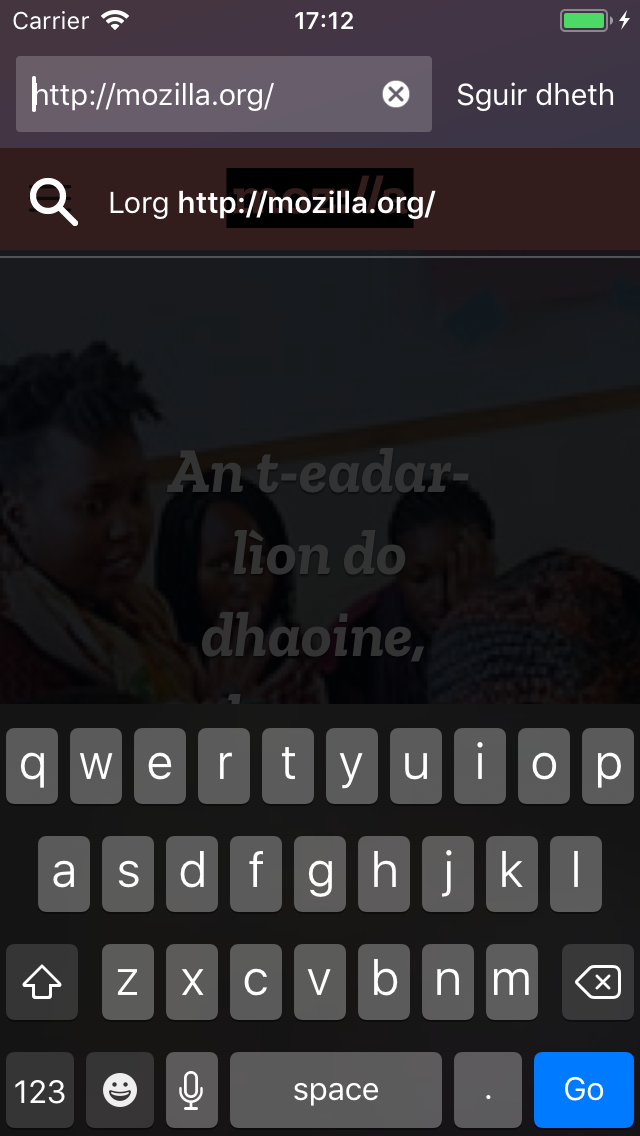 Carrier 17:12
http://mozilla.org/ Sguir dheth
mozilla
Lorg http://mozilla.org/
An t-eadar-
lìon do
dhaoine,
q w e r t y u i o p
a s d f g h j k l
z x c v b n m
123 space . Go